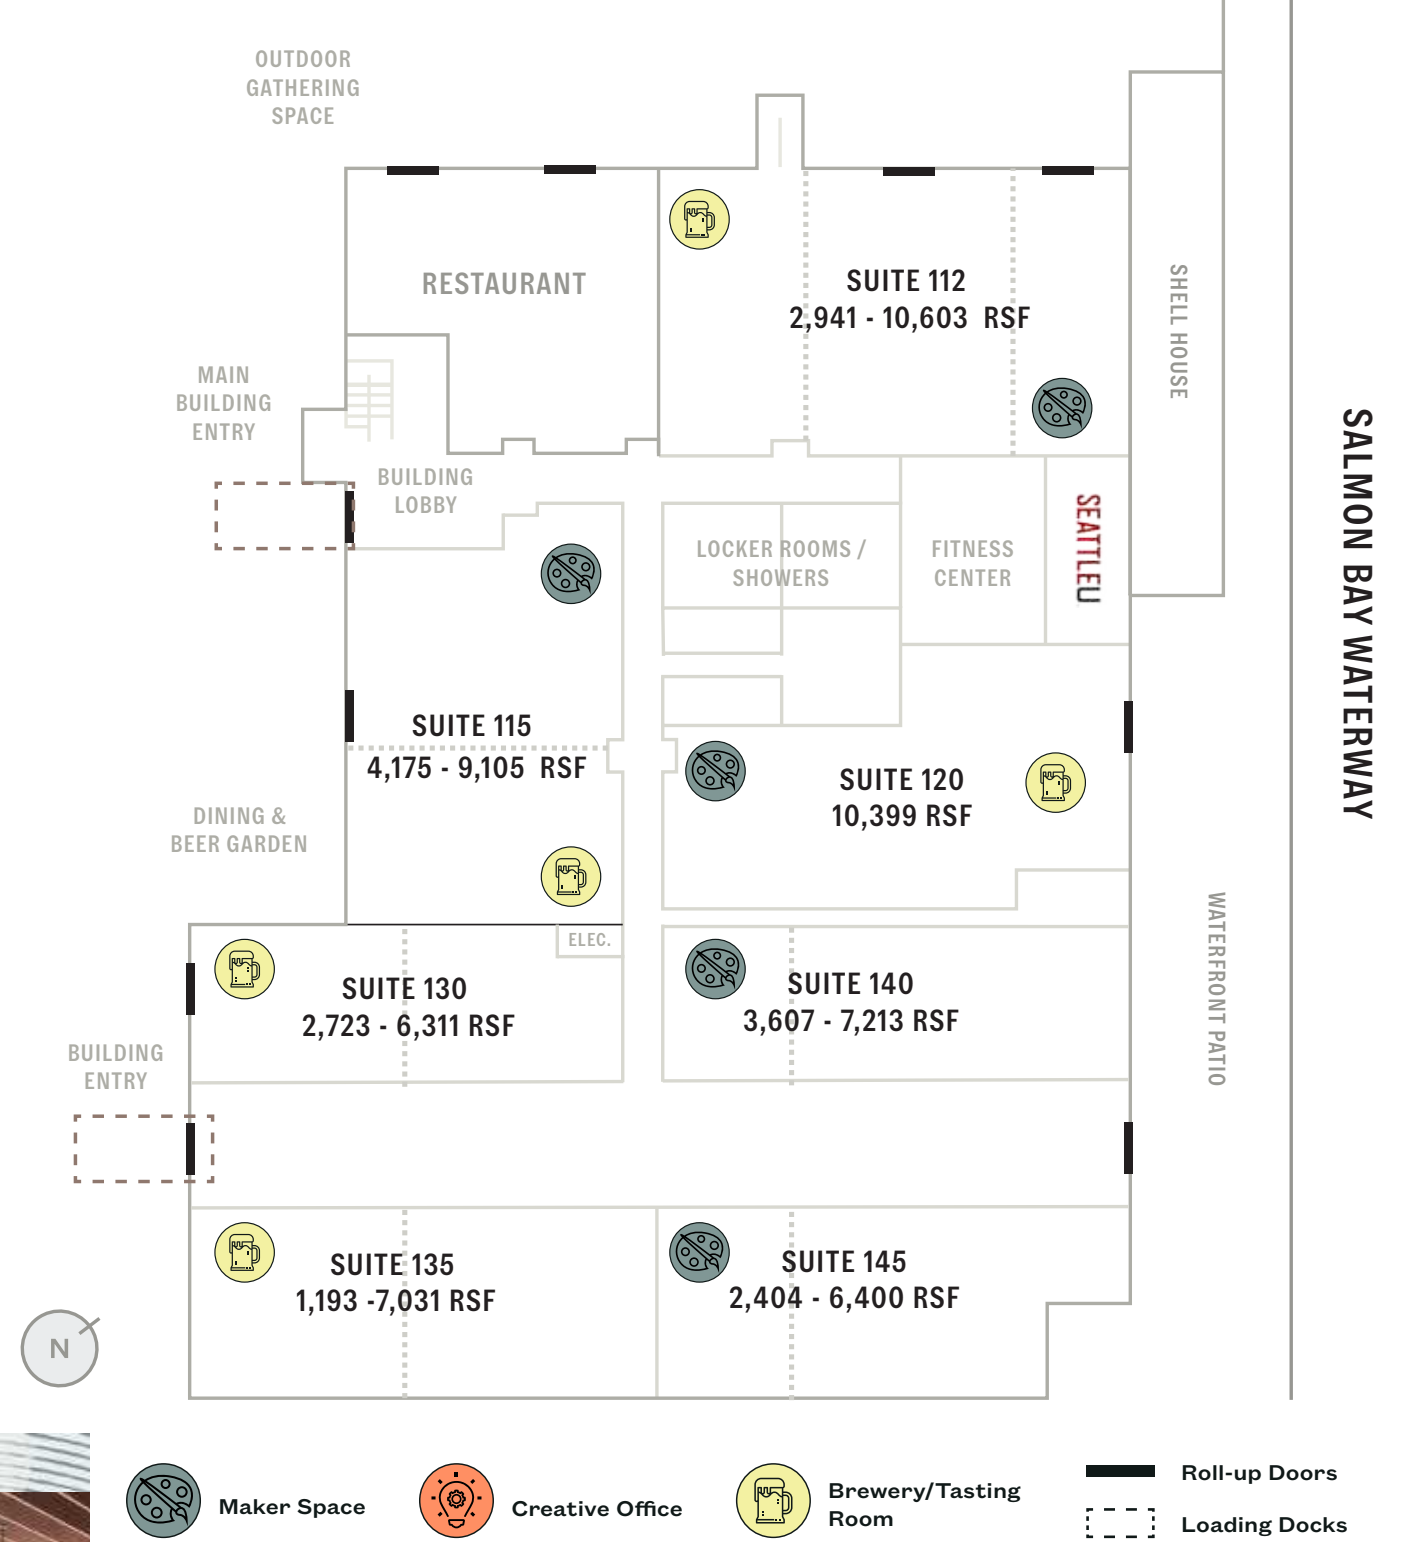 OUTDOOR
GATHERING
SPACE
RESTAURANT
SUITE 112
2,941 - 10,603 RSF
SHELL HOUSE
MAIN
BUILDING
ENTRY
BUILDING
LOBBY
LOCKER ROOMS /
SHOWERS
FITNESS
CENTER
SEATTLEU
SALMON BAY WATERWAY
SUITE 115
4,175 - 9,105 RSF
SUITE 120
10,399 RSF
DINING &
BEER GARDEN
WATERFRONT PATIO
ELEC.
SUITE 130
2,723 - 6,311 RSF
SUITE 140
3,607 - 7,213 RSF
BUILDING
ENTRY
SUITE 135
1,193 -7,031 RSF
SUITE 145
2,404 - 6,400 RSF
N
Maker Space
Creative Office
Brewery/Tasting
Room
Roll-up Doors
Loading Docks